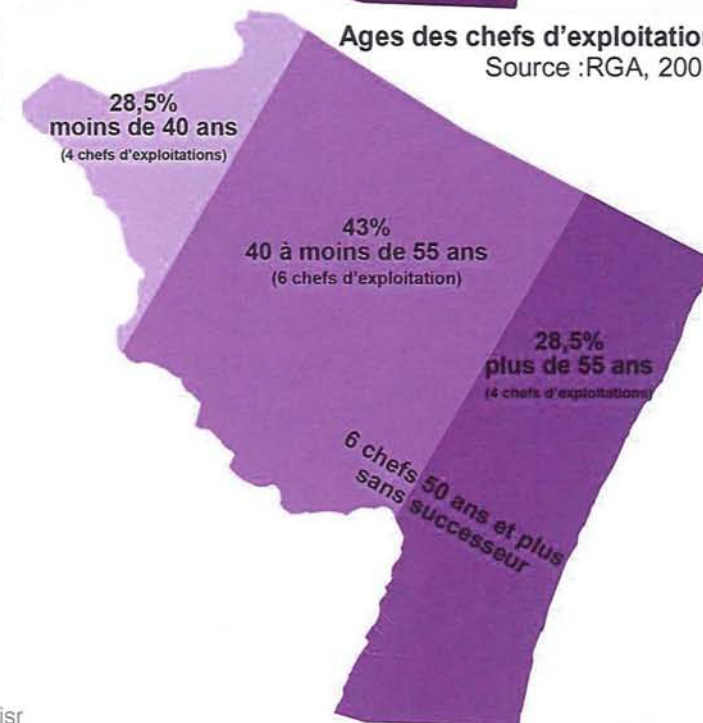 Ages des chefs d'exploitation
Source :RGA, 200
28,5%
moins de 40 ans
(4 chefs d'exploitations)
43%
40 à moins de 55 ans
(6 chefs d'exploitation)
28,5%
plus de 55 ans
(4 chefs d'exploitations)
6 chefs 50 ans et plus
sans successeur
isr